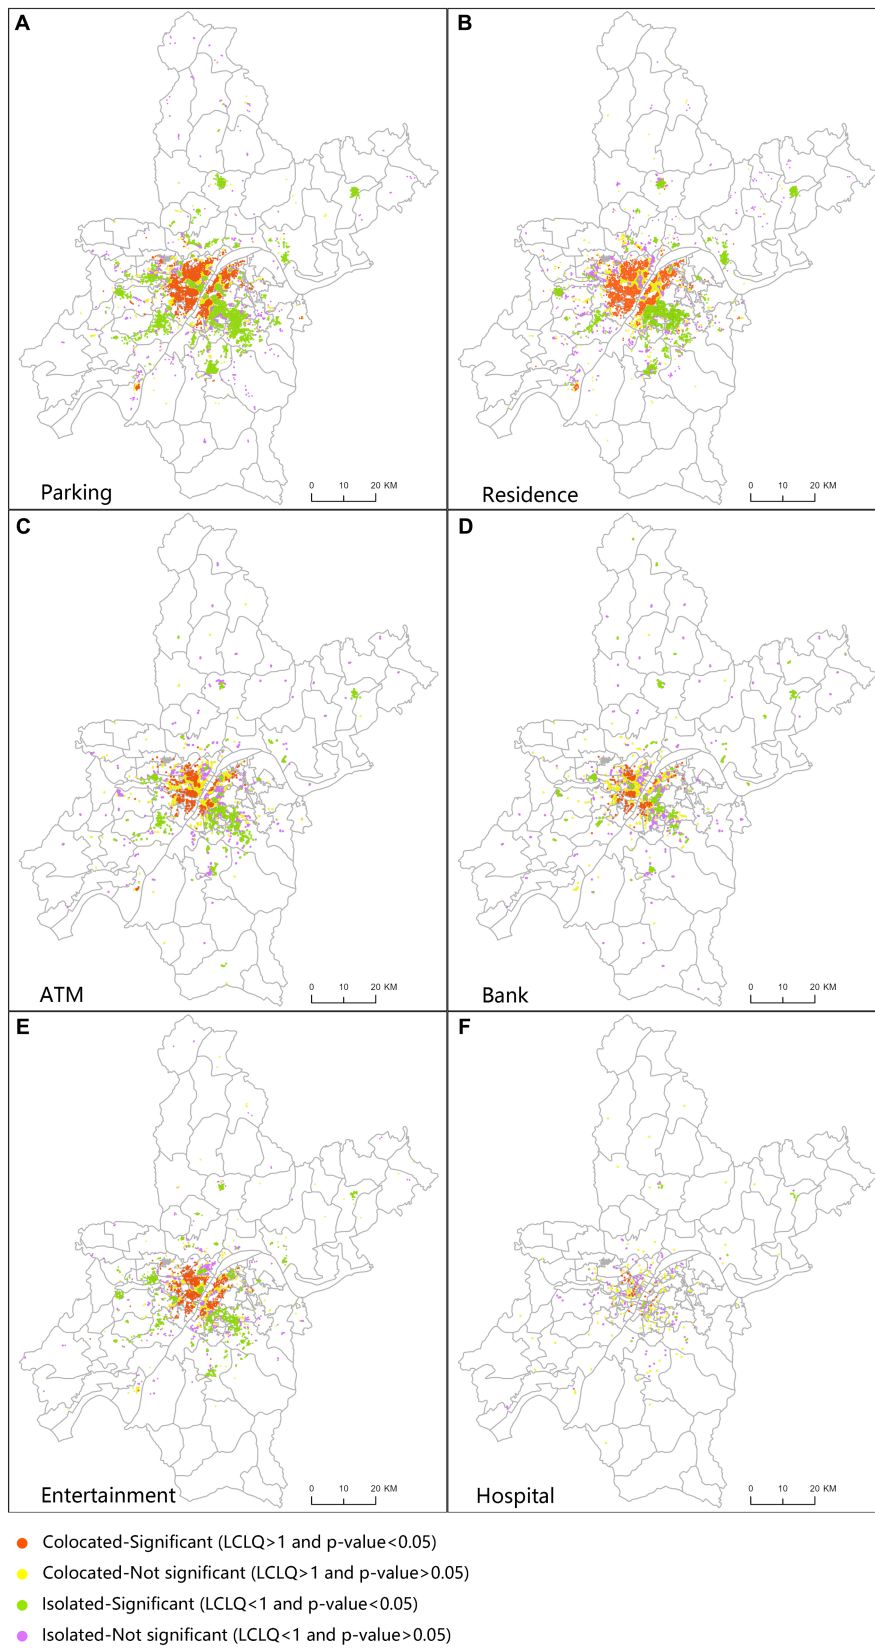 A
Parking
0 10 20 KM
B
Residence
0 10 20 KM
C
ATM
0 10 20 KM
D
Bank
0 10 20 KM
E
Entertainment
0 10 20 KM
F
Hospital
0 10 20 KM
Colocated-Significant (LCLQ>1 and p-value<0.05)
Colocated-Not significant (LCLQ>1 and p-value>0.05)
Isolated-Significant (LCLQ<1 and p-value<0.05)
Isolated-Not significant (LCLQ<1 and p-value>0.05)